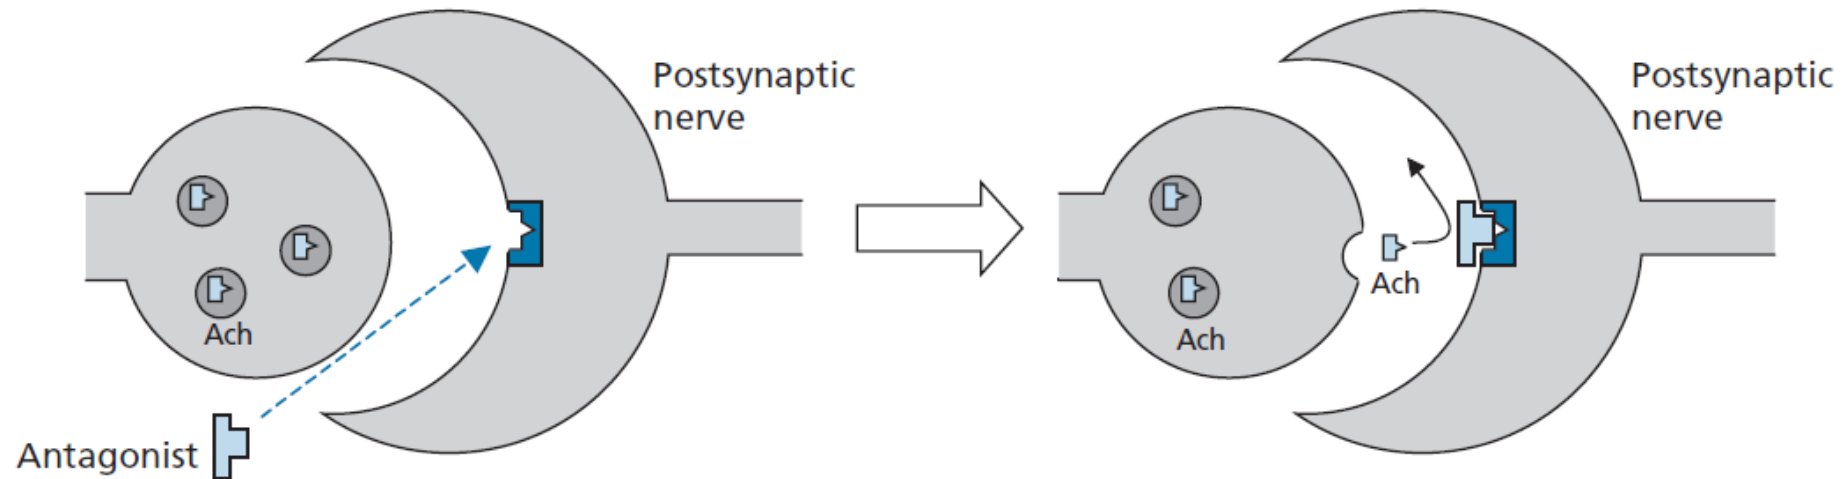 Postsynaptic
nerve
Ach
Antagonist
Postsynaptic
nerve
Ach
Ach